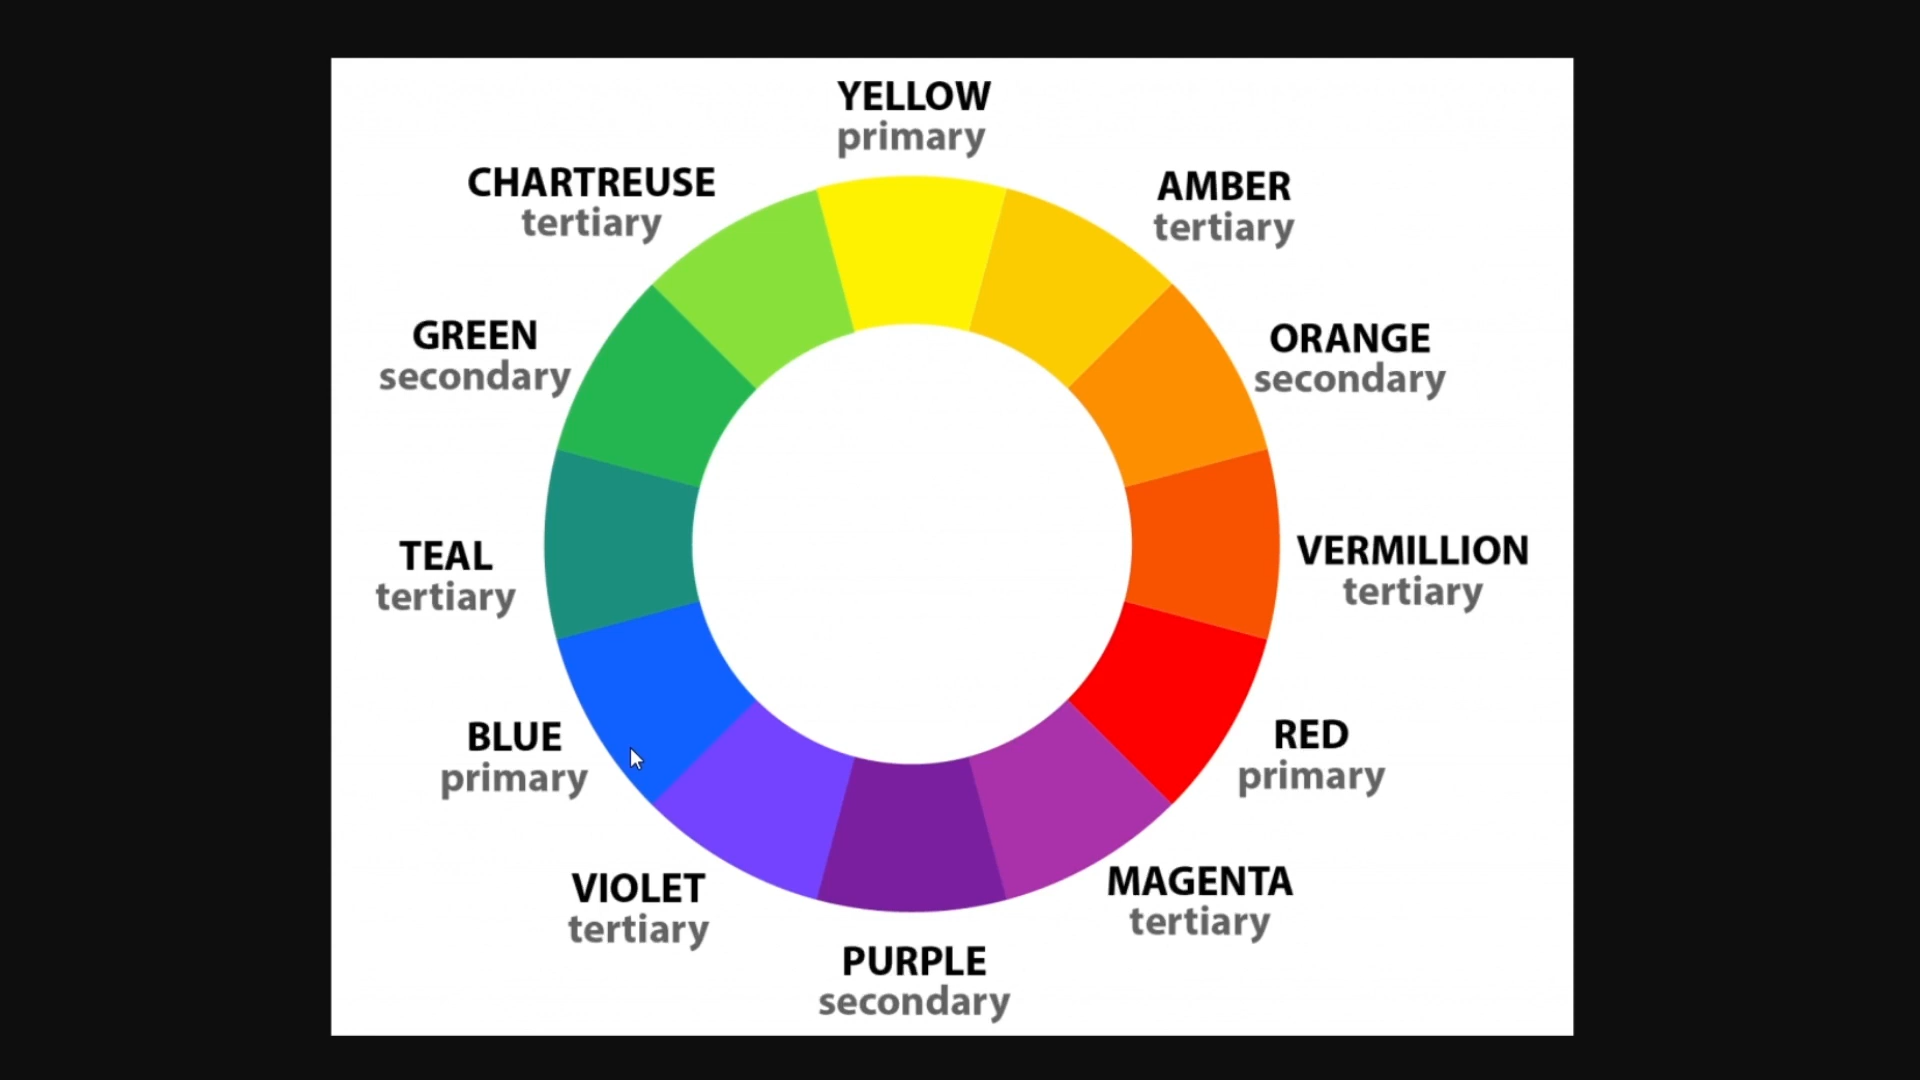 YELLOW
primary
AMBER
tertiary
ORANGE
secondary
VERMILLION
tertiary
RED
primary
MAGENTA
tertiary
PURPLE
secondary
VIOLET
tertiary
BLUE
primary
TEAL
tertiary
GREEN
secondary
CHARTREUSE
tertiary